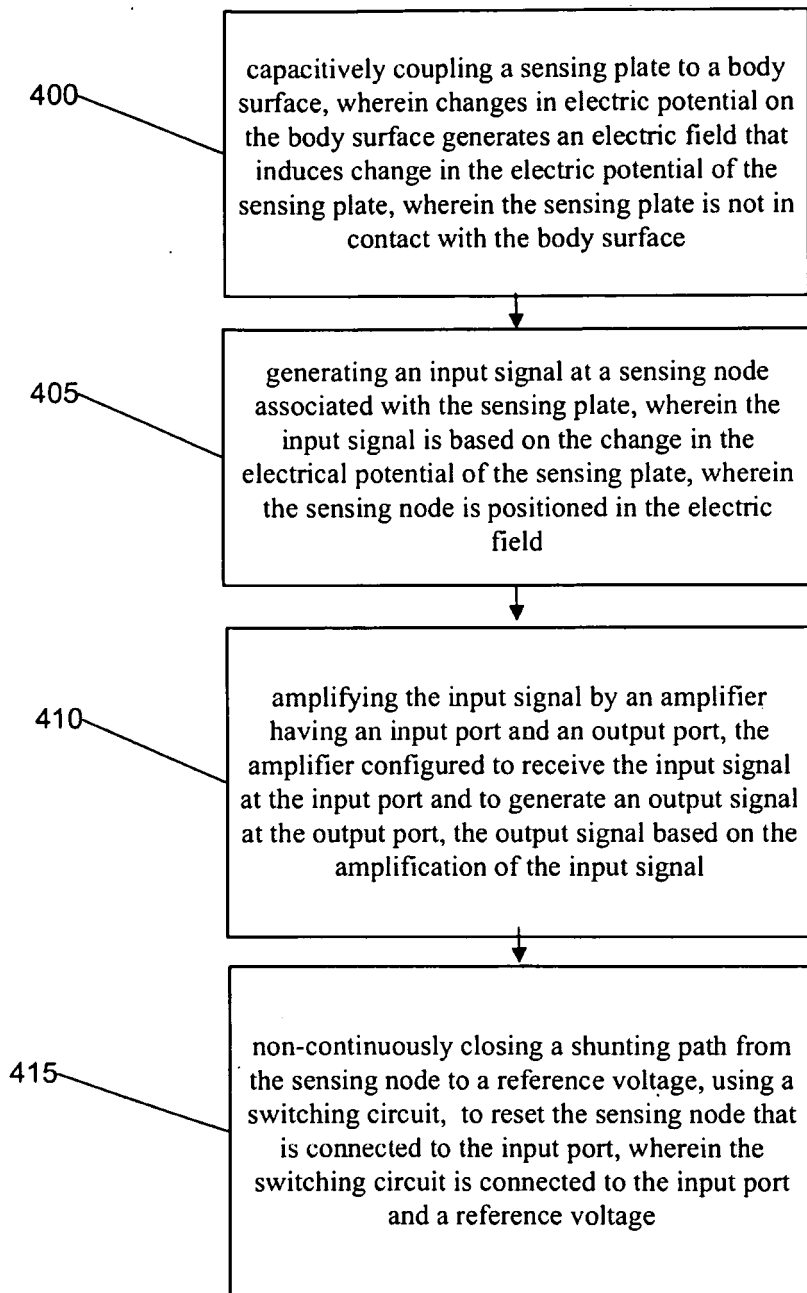 400
capacitively coupling a sensing plate to a body
surface, wherein changes in electric potential on
the body surface generates an electric field that
induces change in the electric potential of the
sensing plate, wherein the sensing plate is not in
contact with the body surface
405
generating an input signal at a sensing node
associated with the sensing plate, wherein the
input signal is based on the change in the
electrical potential of the sensing plate, wherein
the sensing node is positioned in the electric
field
410
amplifying the input signal by an amplifier
having an input port and an output port, the
amplifier configured to receive the input signal
at the input port and to generate an output signal
at the output port, the output signal based on the
amplification of the input signal
415
non-continuously closing a shunting path from
the sensing node to a reference voltage, using a
switching circuit, to reset the sensing node that
is connected to the input port, wherein the
switching circuit is connected to the input port
and a reference voltage